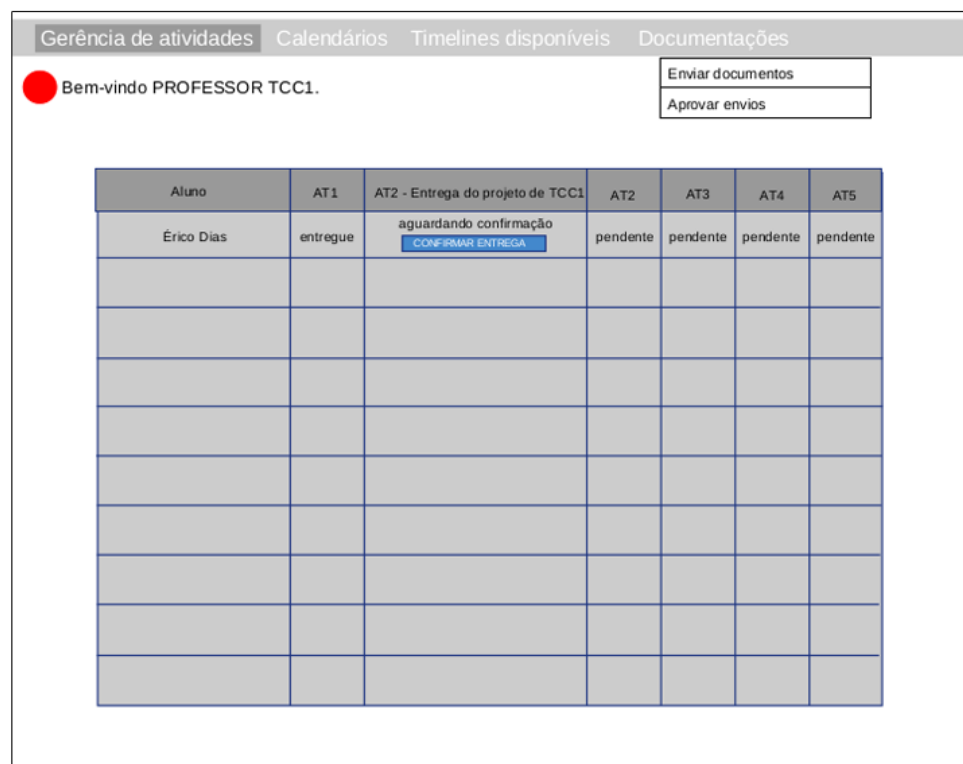 Gerência de atividades Calendários Timelines disponíveis Documentações
Bem-vindo PROFESSOR TCC1.
Enviar documentos
Aprovar envios
Aluno AT1 AT2 - Entrega do projeto de TCC1 AT2 AT3 AT4 AT5
Érico Dias entregue aguardando confirmação pendente pendente pendente pendente
CONFIRMAR ENTREGA